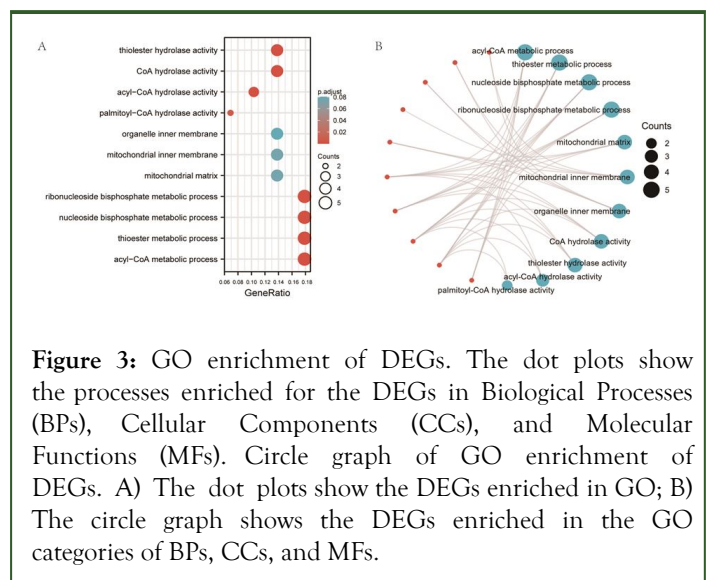 A
thiolester hydrolase activity
CoA hydrolase activity
acyl−CoA hydrolase activity
palmitoyl−CoA hydrolase activity
organelle inner membrane
mitochondrial inner membrane
mitochondrial matrix
ribonucleoside bisphosphate metabolic process
nucleoside bisphosphate metabolic process
thioester metabolic process
acyl−CoA metabolic process
0.06 0.08 0.10 0.12 0.14 0.16 0.18
GeneRatio
p.adjust
0.08
0.06
0.04
0.02
Counts
2
3
4
5
B
acyl-CoA metabolic process
thioester metabolic process
nucleoside bisphosphate metabolic process
ribonucleoside bisphosphate metabolic process
mitochondrial matrix
mitochondrial inner membrane
organelle inner membrane
CoA hydrolase activity
thiolester hydrolase activity
acyl-CoA hydrolase activity
palmitoyl-CoA hydrolase activity
Counts
2
3
4
5
Figure 3: GO enrichment of DEGs. The dot plots show
the processes enriched for the DEGs in Biological Processes
(BPs), Cellular Components (CCs), and Molecular
Functions (MFs). Circle graph of GO enrichment of
DEGs. A) The dot plots show the DEGs enriched in GO; B)
The circle graph shows the DEGs enriched in the GO
categories of BPs, CCs, and MFs.